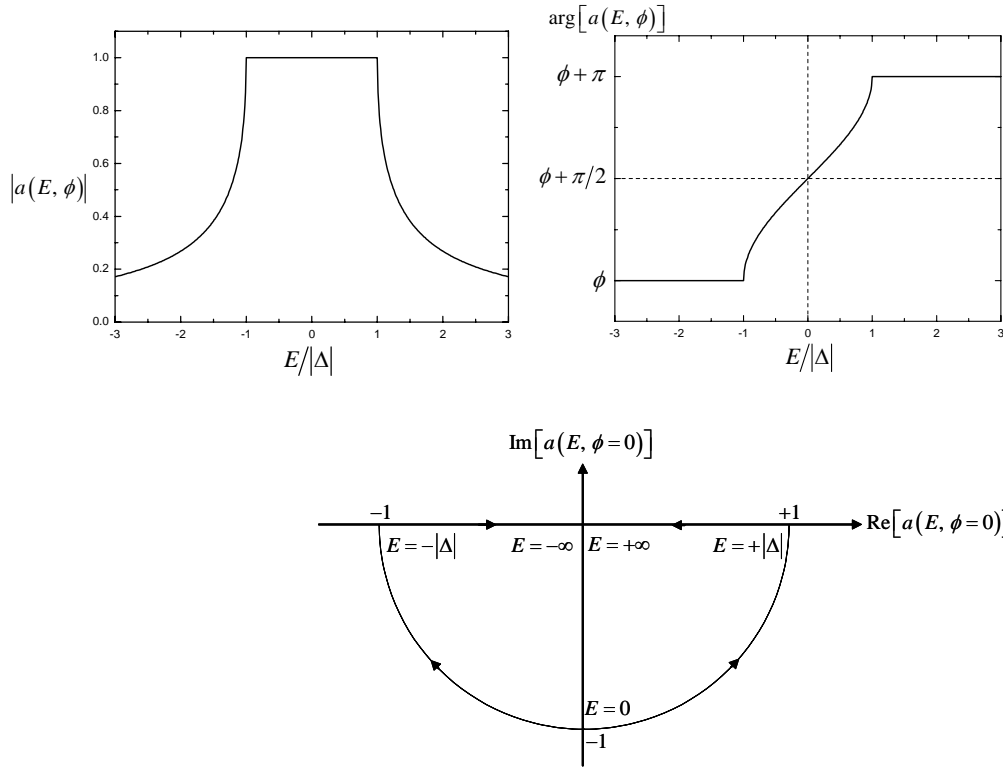 arg[a(E, ϕ)]
1.0
0.8
0.6
|a(E, ϕ)|
0.4
0.2
0.0
-3 -2 -1 0 1 2 3
E/|Δ|
ϕ + π
ϕ + π/2
ϕ
-3 -2 -1 0 1 2 3
E/|Δ|
Im[a(E, ϕ = 0)]
−1 +1 Re[a(E, ϕ = 0)]
E = −|Δ| E = −∞ E = +∞ E = +|Δ|
E = 0
−1